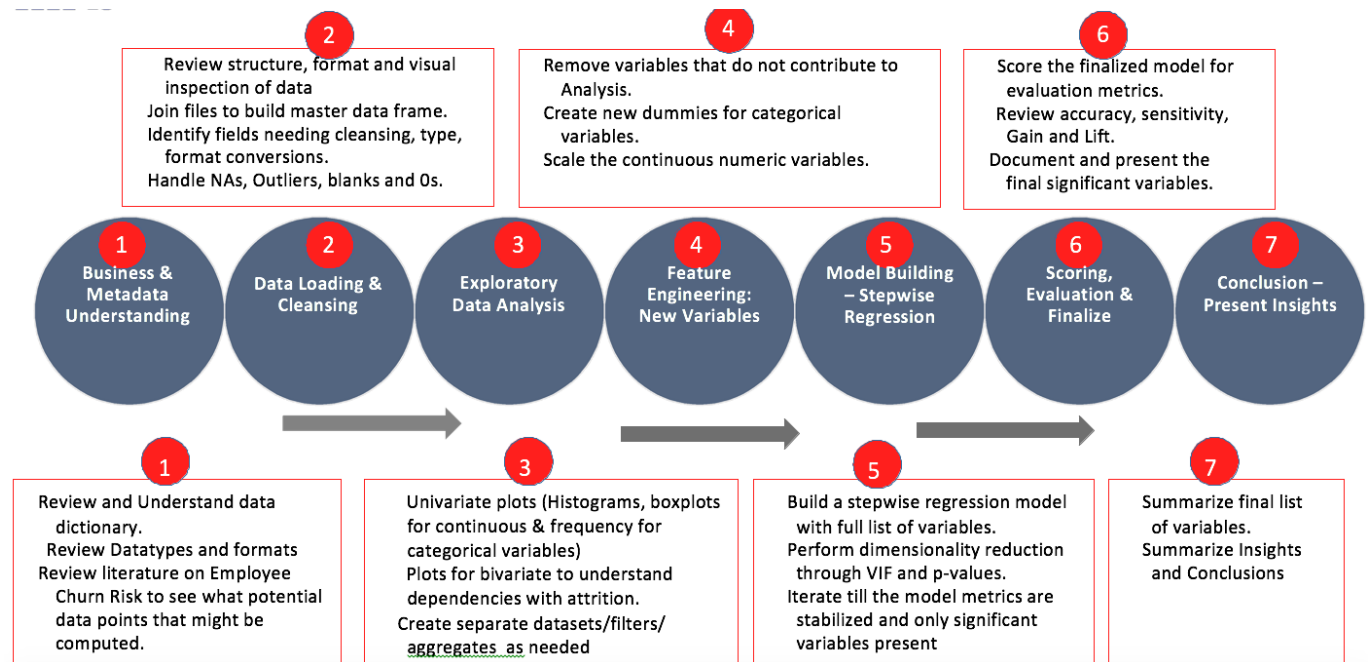 2
Review structure, format and visual
inspection of data
Join files to build master data frame.
Identify fields needing cleansing, type,
format conversions.
Handle NAs, Outliers, blanks and 0s.
4
Remove variables that do not contribute to
Analysis.
Create new dummies for categorical
variables.
Scale the continuous numeric variables.
6
Score the finalized model for
evaluation metrics.
Review accuracy, sensitivity,
Gain and Lift.
Document and present the
final significant variables.
1
Business &
Metadata
Understanding
2
Data Loading &
Cleansing
3
Exploratory
Data Analysis
4
Feature
Engineering:
New Variables
5
Model Building
– Stepwise
Regression
6
Scoring,
Evaluation &
Finalize
7
Conclusion –
Present Insights
1
Review and Understand data
dictionary.
Review Datatypes and formats
Review literature on Employee
Churn Risk to see what potential
data points that might be
computed.
3
Univariate plots (Histograms, boxplots
for continuous & frequency for
categorical variables)
Plots for bivariate to understand
dependencies with attrition.
Create separate datasets/filters/
aggregates as needed
5
Build a stepwise regression model
with full list of variables.
Perform dimensionality reduction
through VIF and p-values.
Iterate till the model metrics are
stabilized and only significant
variables present
7
Summarize final list
of variables.
Summarize Insights
and Conclusions